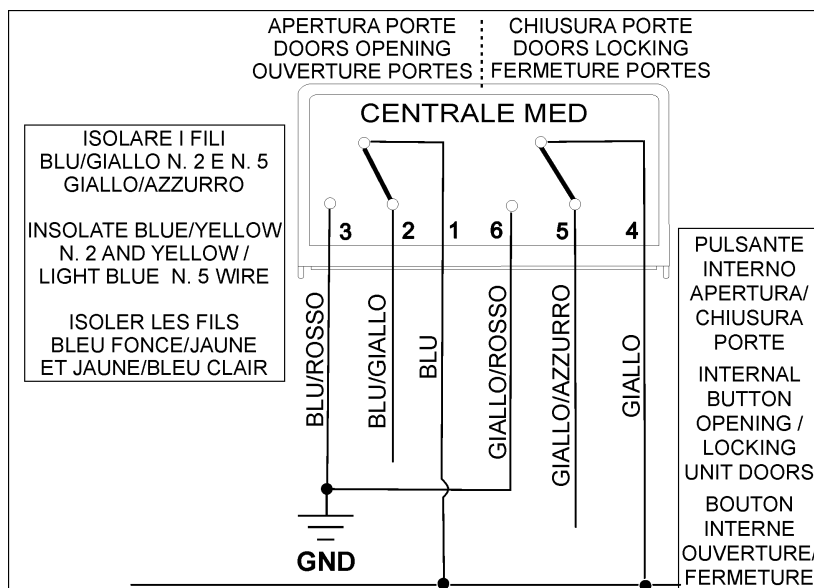 APERTURA PORTE
DOORS OPENING
OUVERTURE PORTES
CHIUSURA PORTE
DOORS LOCKING
FERMETURE PORTES
CENTRALE MED
ISOLARE I FILI
BLU/GIALLO N. 2 E N. 5
GIALLO/AZZURRO
INSOLATE BLUE/YELLOW
N. 2 AND YELLOW /
LIGHT BLUE N. 5 WIRE
ISOLER LES FILS
BLEU FONCE/JAUNE
ET JAUNE/BLEU CLAIR
3 2 1 6 5 4
BLU/ROSSO
BLU/GIALLO
BLU
GIALLO/ROSSO
GIALLO/AZZURRO
GIALLO
GND
PULSANTE
INTERNO
APERTURA/
CHIUSURA
PORTE
INTERNAL
BUTTON
OPENING /
LOCKING
UNIT DOORS
BOUTON
INTERNE
OUVERTURE/
FERMETURE